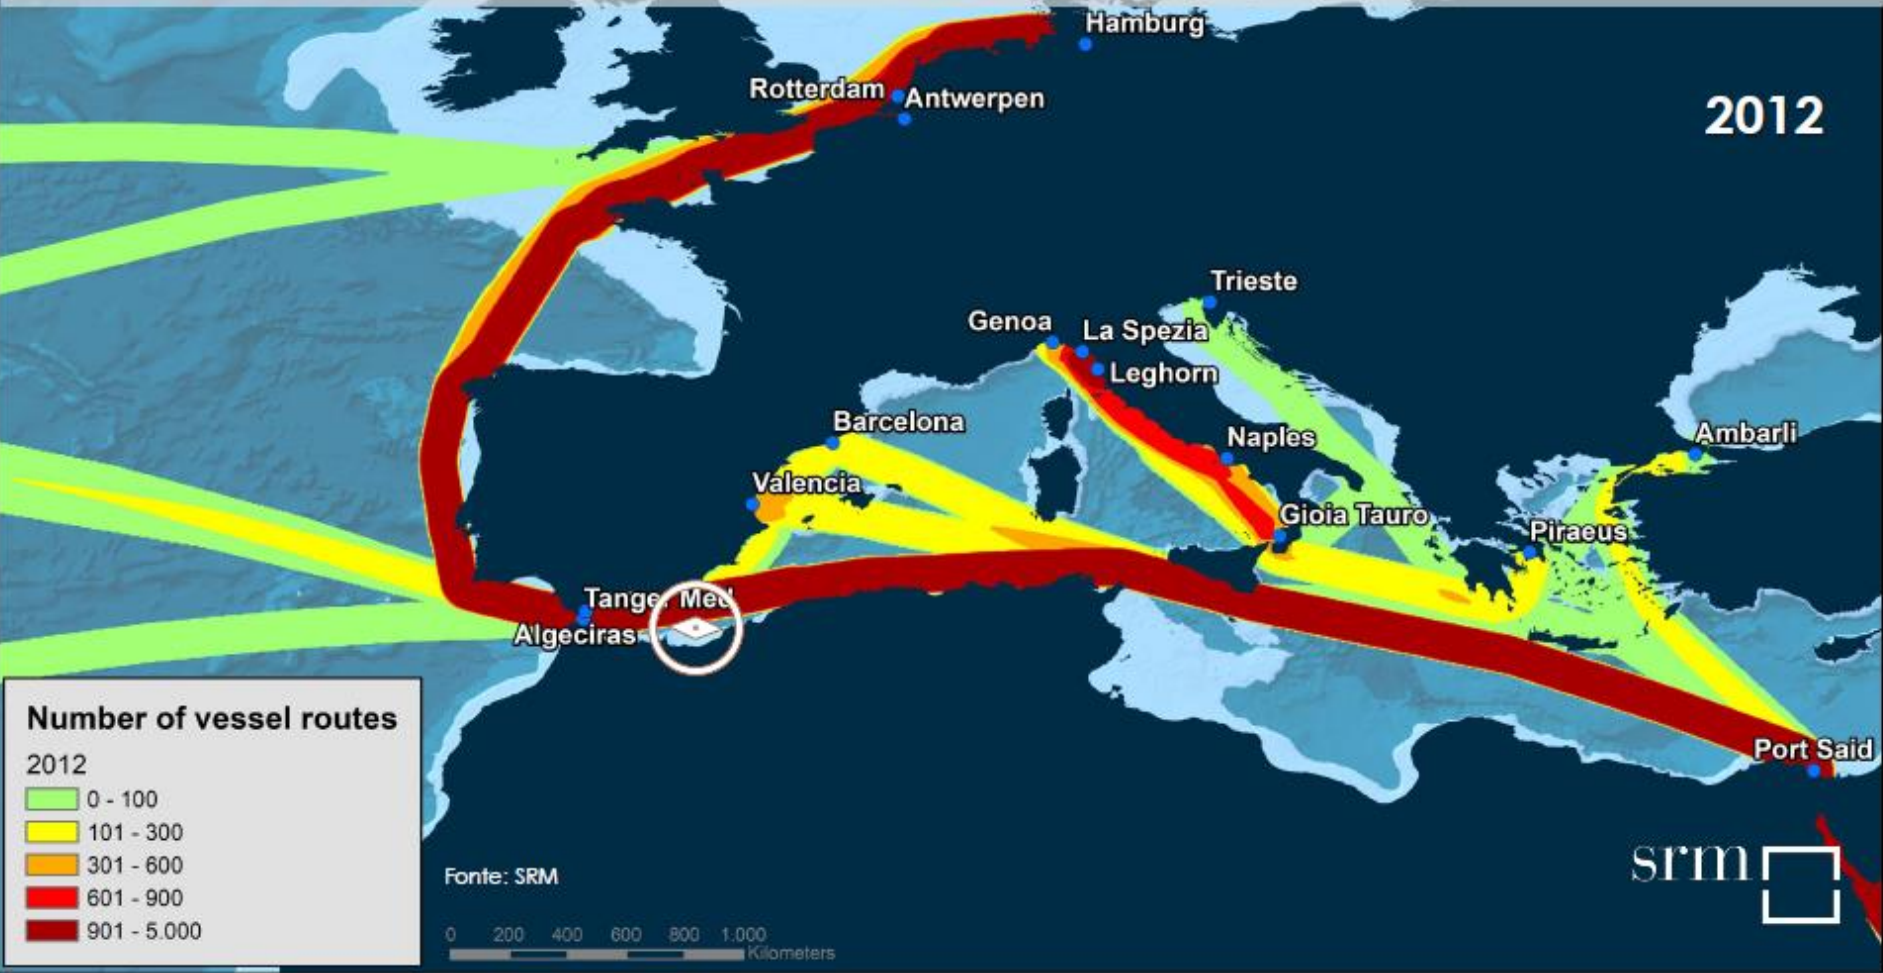 Hamburg
Rotterdam
Antwerpen
2012
Trieste
Genoa
La Spezia
Leghorn
Barcelona
Naples
Ambarli
Valencia
Gioia Tauro
Piraeus
Tanger Med
Algeciras
Port Said
Number of vessel routes
2012
0 - 100
101 - 300
301 - 600
601 - 900
901 - 5.000
Fonte: SRM
srm
0 200 400 600 800 1.000
Kilometers